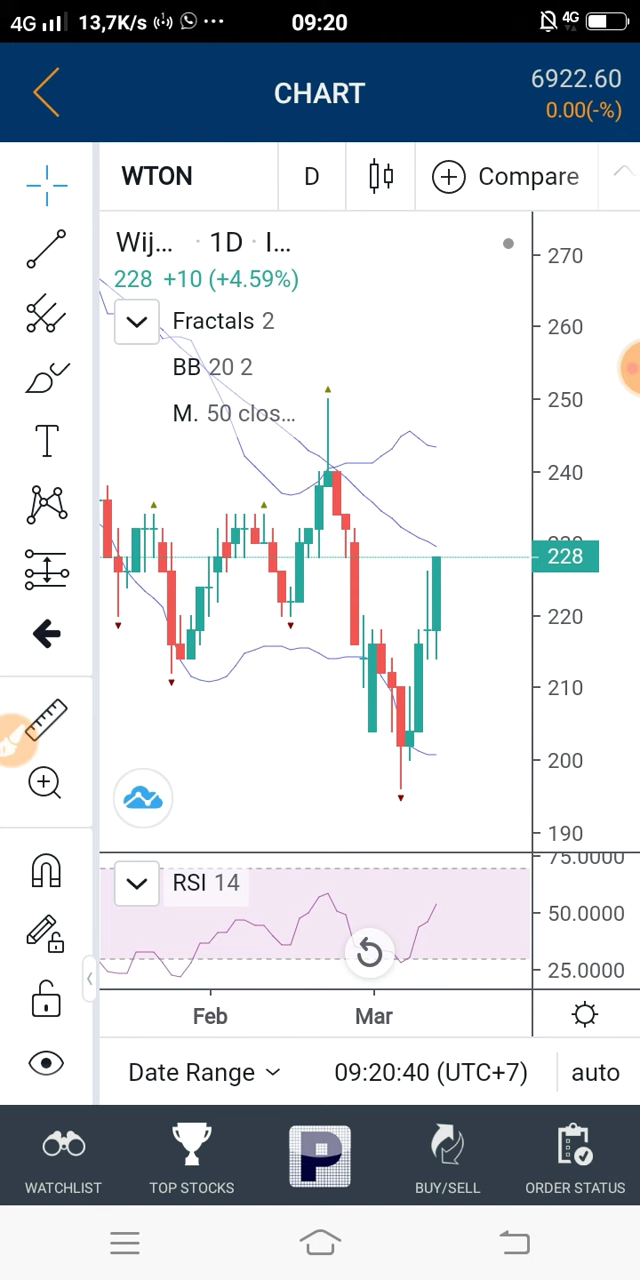 4G 13,7K/s ... 09:20 4G
CHART
6922.60
0.00(-%)
WTON D Compare
Wij... · 1D · I...
228 +10 (+4.59%)
Fractals 2
BB 20 2
M. 50 clos...
270
260
250
240
230
228
220
210
200
190
RSI 14
75.0000
50.0000
25.0000
Feb Mar
Date Range 09:20:40 (UTC+7) auto
WATCHLIST TOP STOCKS P BUY/SELL ORDER STATUS